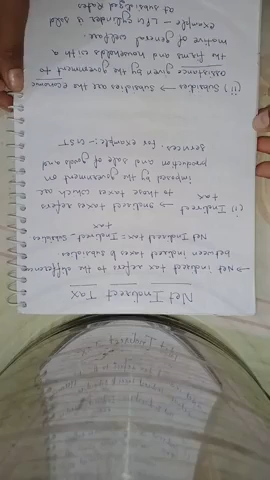 Net Indirect Tax
→ Net indirect tax refers to the difference
between indirect taxes & subsidies
Net Indirect tax = Indirect tax - Subsidies
(i) Indirect tax → Indirect taxes refers
to those taxes which are
imposed by the government on
production and sale of goods and
services. For example:- GST
(ii) Subsidies → Subsidies are the economic
assistance given by the government to
the firms and households with a
motive of general welfare.
example - LPG cylinder is sold
at subsidized rates